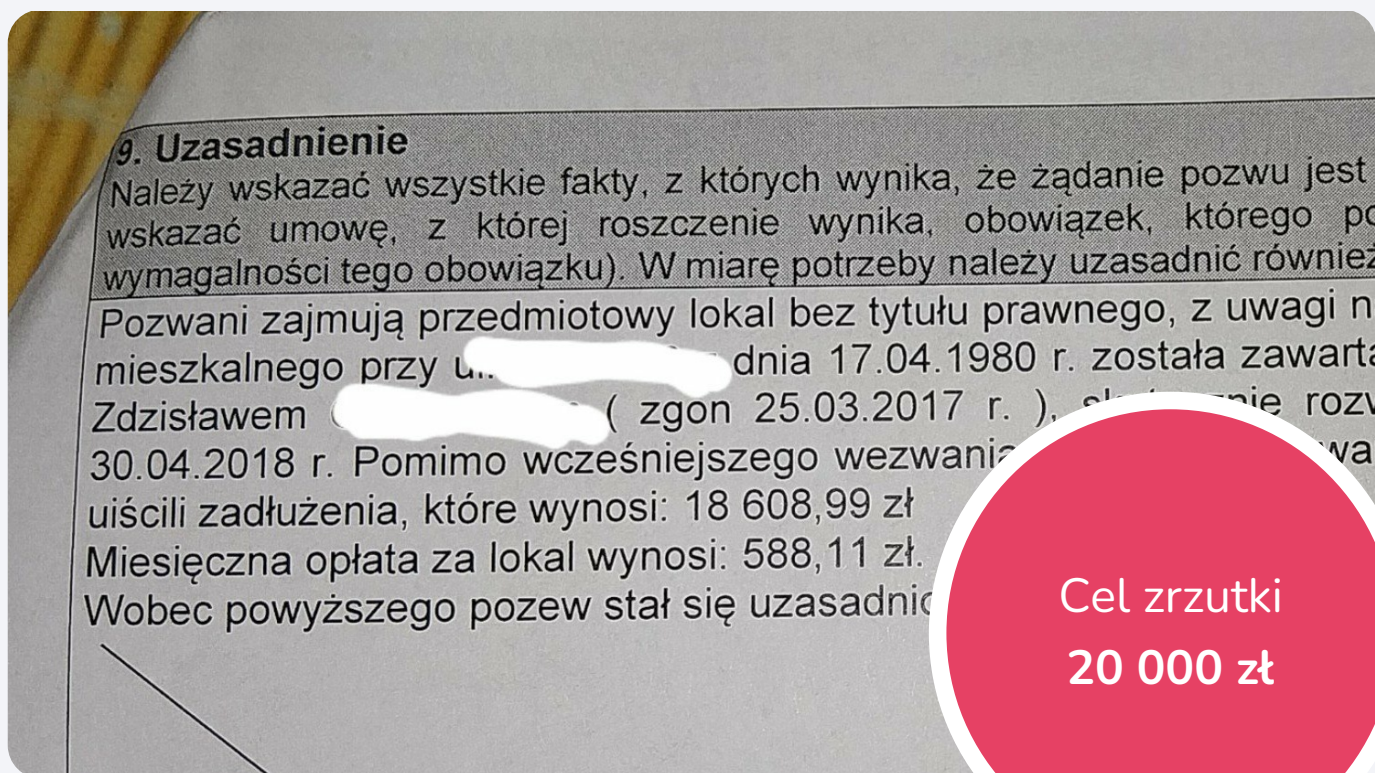 9. Uzasadnienie
Należy wskazać wszystkie fakty, z których wynika, że żądanie pozwu jest
wskazać umowę, z której roszczenie wynika, obowiązek, którego
wymagalności tego obowiązku). W miarę potrzeby należy uzasadnić również
Pozwani zajmują przedmiotowy lokal bez tytułu prawnego, z uwagi
mieszkalnego przy dnia 17.04.1980 r. została
Zdzisławem ( zgon 25.03.2017 r. ),
30.04.2018 r. Pomimo wcześniejszego
uiścili zadłużenia, które wynosi: 18 608,99 zł
Miesięczna opłata za lokal wynosi: 588,11 zł.
Wobec powyższego pozew stał się
Cel zrzutki
20 000 zł